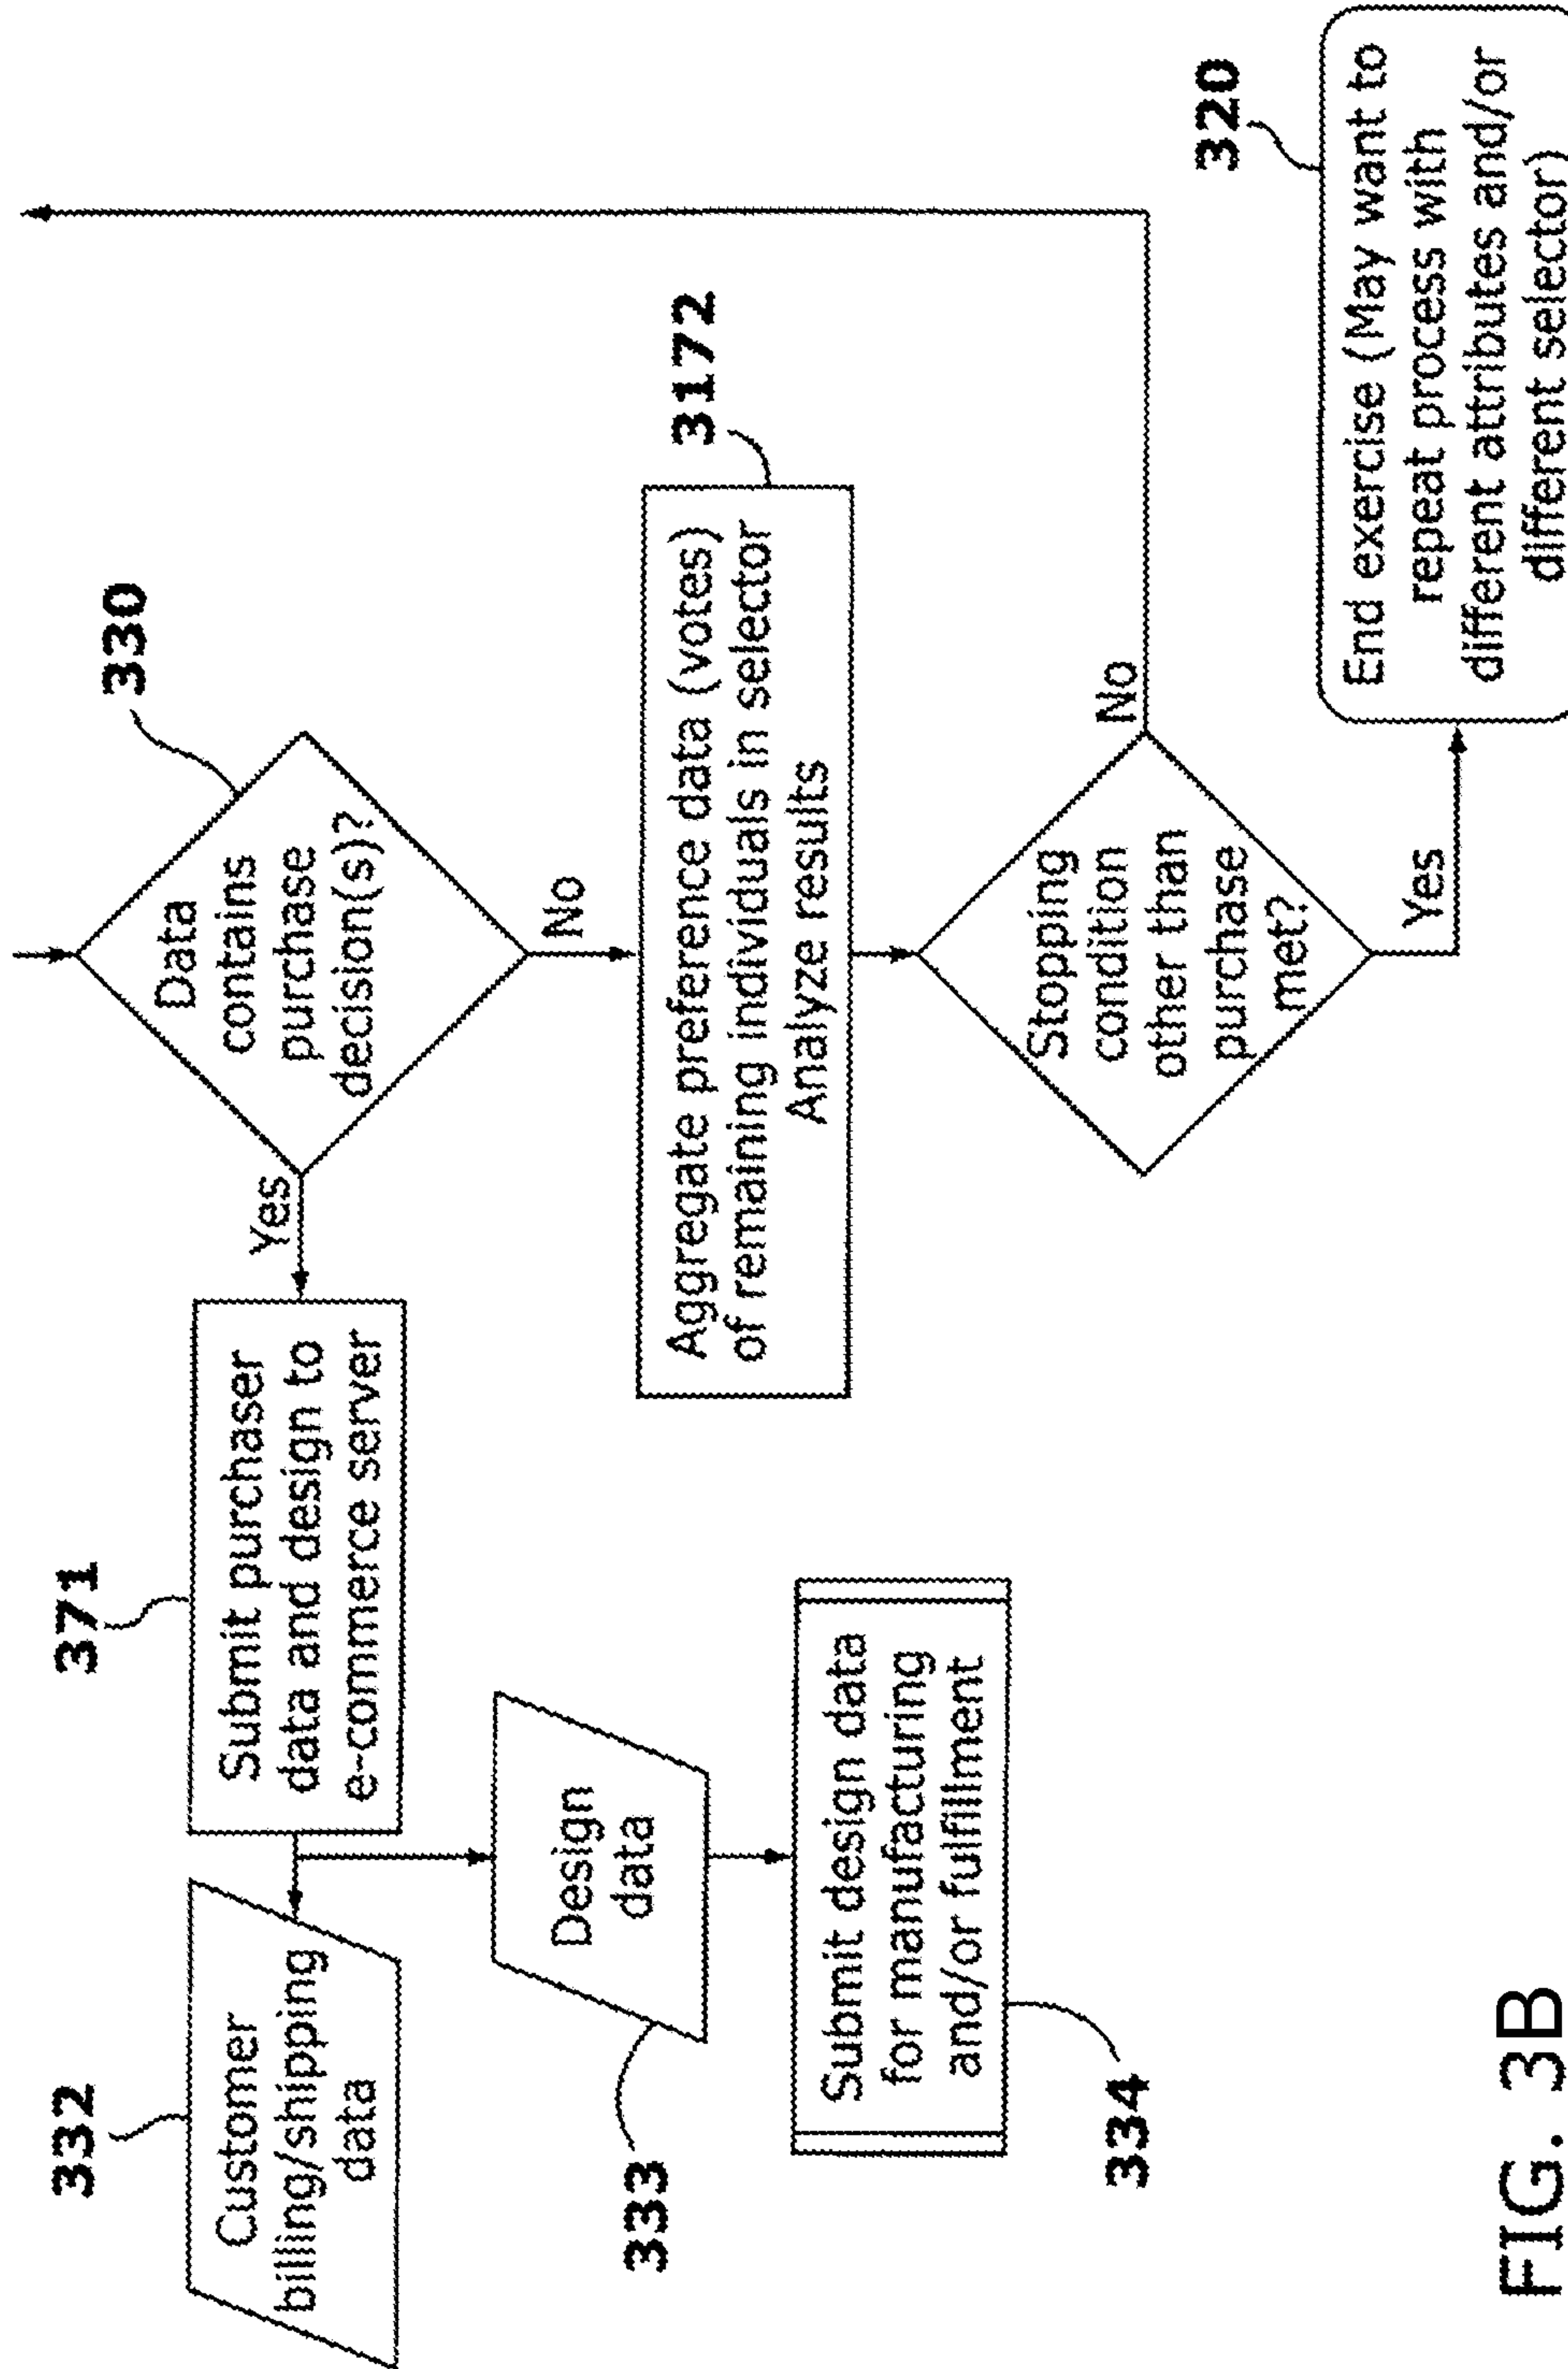 330
Data
contains
purchase
decision(s)?
Yes
No
371
Submit purchaser
data and design to
e-commerce server
332
Customer
billing/shipping
data
333
Design
data
334
Submit design data
for manufacturing
and/or fulfillment
3172
Aggregate preference data (votes)
of remaining individuals in selector
Analyze results
Stopping
condition
other than
purchase
met?
No
Yes
320
End exercise (May want to
repeat process with
different attributes and/or
different selector)
FIG. 3B